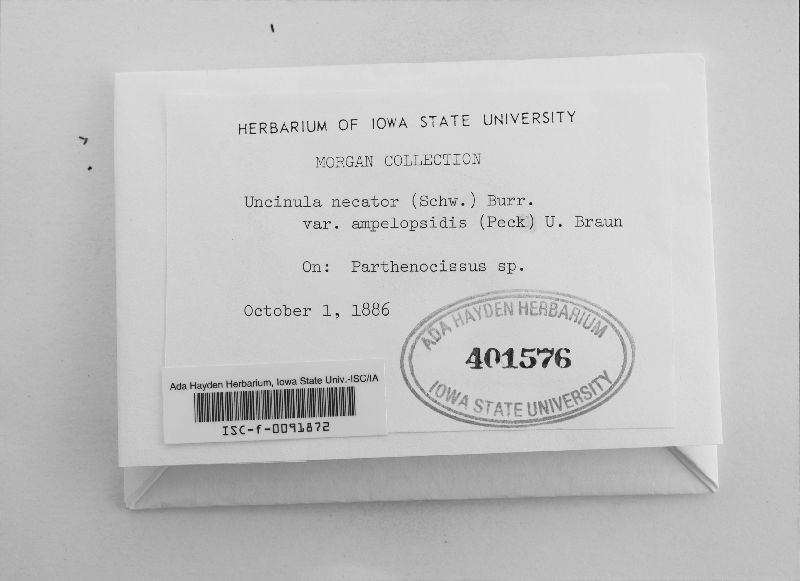 HERBARIUM OF IOWA STATE UNIVERSITY
MORGAN COLLECTION
Uncinula necator (Schw.) Burr.
var. ampelopsidis (Peck) U. Braun
On: Parthenocissus sp.
October 1, 1886
ADA HAYDEN HERBARIUM
401576
IOWA STATE UNIVERSITY
Ada Hayden Herbarium, Iowa State Univ.-ISC/IA
ISC-f-0091872